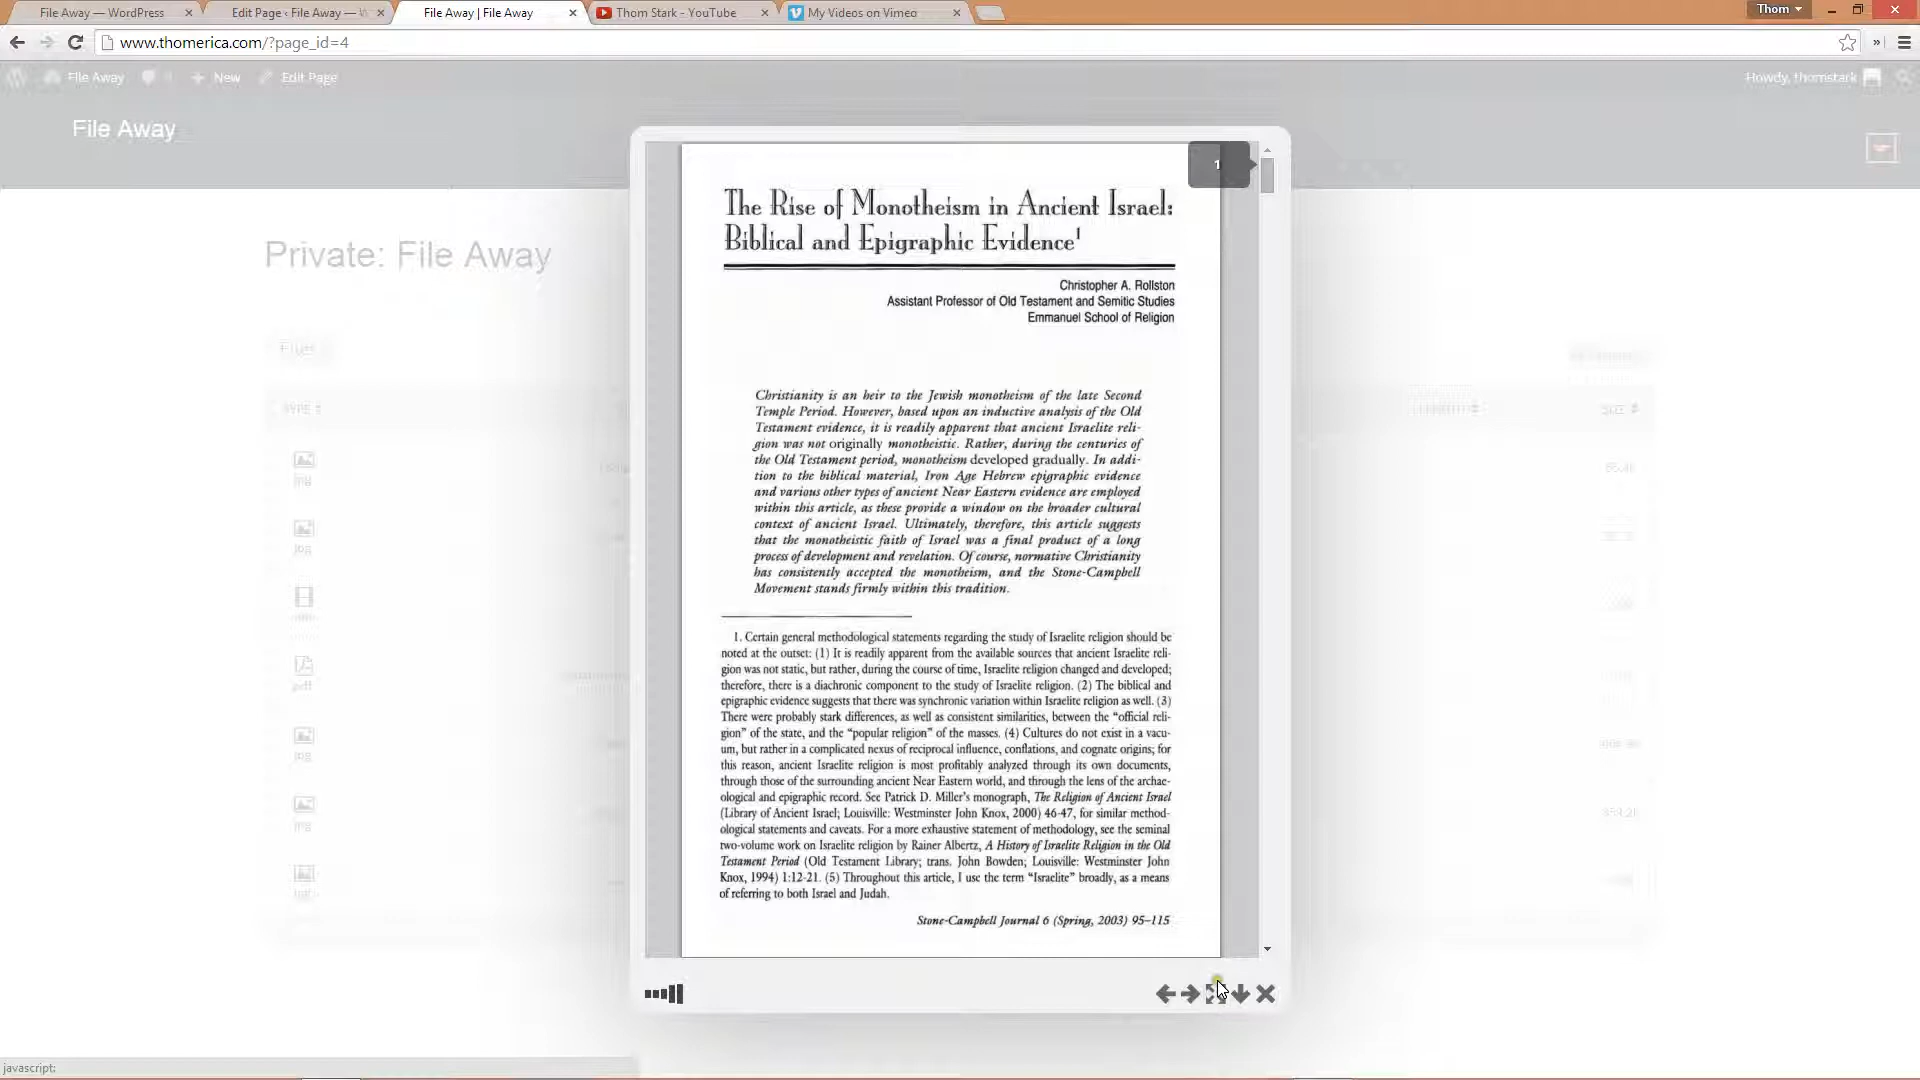 File Away — WordPress
Edit Page ‹ File Away —
File Away | File Away
Thom Stark - YouTube
My Videos on Vimeo
Thom
www.thomerica.com/?page_id=4
File Away
New
Edit Page
Howdy, thomstark
File Away
Private: File Away
TYPE
SIZE
jpg
jpg
pdf
jpg
jpg
1
The Rise of Monotheism in Ancient Israel:
Biblical and Epigraphic Evidence1
Christopher A. Rollston
Assistant Professor of Old Testament and Semitic Studies
Emmanuel School of Religion
Christianity is an heir to the Jewish monotheism of the late Second
Temple Period. However, based upon an inductive analysis of the Old
Testament evidence, it is readily apparent that ancient Israelite reli-
gion was not originally monotheistic. Rather, during the centuries of
the Old Testament period, monotheism developed gradually. In addi-
tion to the biblical material, Iron Age Hebrew epigraphic evidence
and various other types of ancient Near Eastern evidence are employed
within this article, as these provide a window on the broader cultural
context of ancient Israel. Ultimately, therefore, this article suggests
that the monotheistic faith of Israel was a final product of a long
process of development and revelation. Of course, normative Christianity
has consistently accepted the monotheism, and the Stone-Campbell
Movement stands firmly within this tradition.
1. Certain general methodological statements regarding the study of Israelite religion should be
noted at the outset: (1) It is readily apparent from the available sources that ancient Israelite reli-
gion was not static, but rather, during the course of time, Israelite religion changed and developed;
therefore, there is a diachronic component to the study of Israelite religion. (2) The biblical and
epigraphic evidence suggests that there was synchronic variation within Israelite religion as well. (3)
There were probably stark differences, as well as consistent similarities, between the “official reli-
gion” of the state, and the “popular religion” of the masses. (4) Cultures do not exist in a vacu-
um, but rather in a complicated nexus of reciprocal influence, conflations, and cognate origins; for
this reason, ancient Israelite religion is most profitably analyzed through its own documents,
through those of the surrounding ancient Near Eastern world, and through the lens of the archae-
ological and epigraphic record. See Patrick D. Miller’s monograph, The Religion of Ancient Israel
(Library of Ancient Israel; Louisville: Westminster John Knox, 2000) 46-47, for similar method-
ological statements and caveats. For a more exhaustive statement of methodology, see the seminal
two-volume work on Israelite religion by Rainer Albertz, A History of Israelite Religion in the Old
Testament Period (Old Testament Library; trans. John Bowden; Louisville: Westminster John
Knox, 1994) 1:12-21. (5) Throughout this article, I use the term “Israelite” broadly, as a means
of referring to both Israel and Judah.
Stone-Campbell Journal 6 (Spring, 2003) 95–115
javascript: